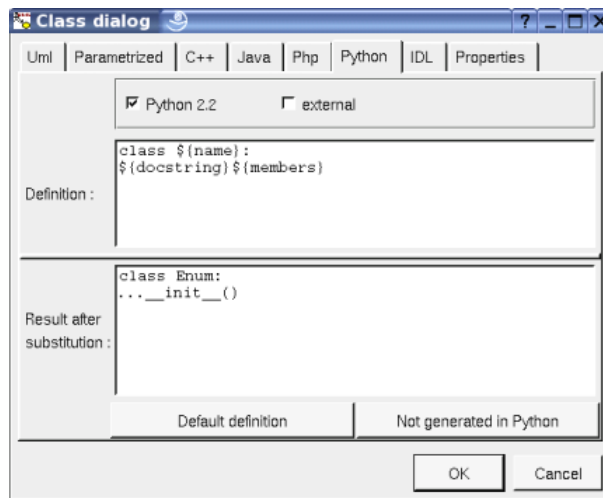 Class dialog
Uml Parametrized C++ Java Php Python IDL Properties
Python 2.2 external
Definition :
class ${name}:
${docstring}${members}
Result after
substitution :
class Enum:
...__init__()
Default definition Not generated in Python
OK Cancel